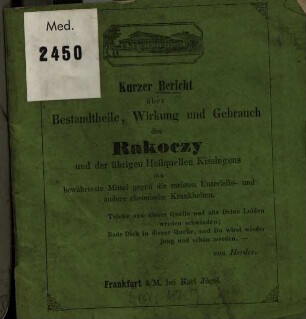 Med.
2450
Kurzer Bericht
über
Bestandtheile, Wirkung und Gebrauch
des
Rakoczy
und der übrigen Heilquellen Kissingens
als
bewährteste Mittel gegen die meisten Unterleibs- und
andere chronische Krankheiten.
Trinke aus dieser Quelle und alle Deine Leiden
werden schwinden;
Bade Dich in dieser Quelle, und Du wirst wieder
jung und schön werden. —
von Herder.
Frankfurt a/M. bei Karl Jügel.